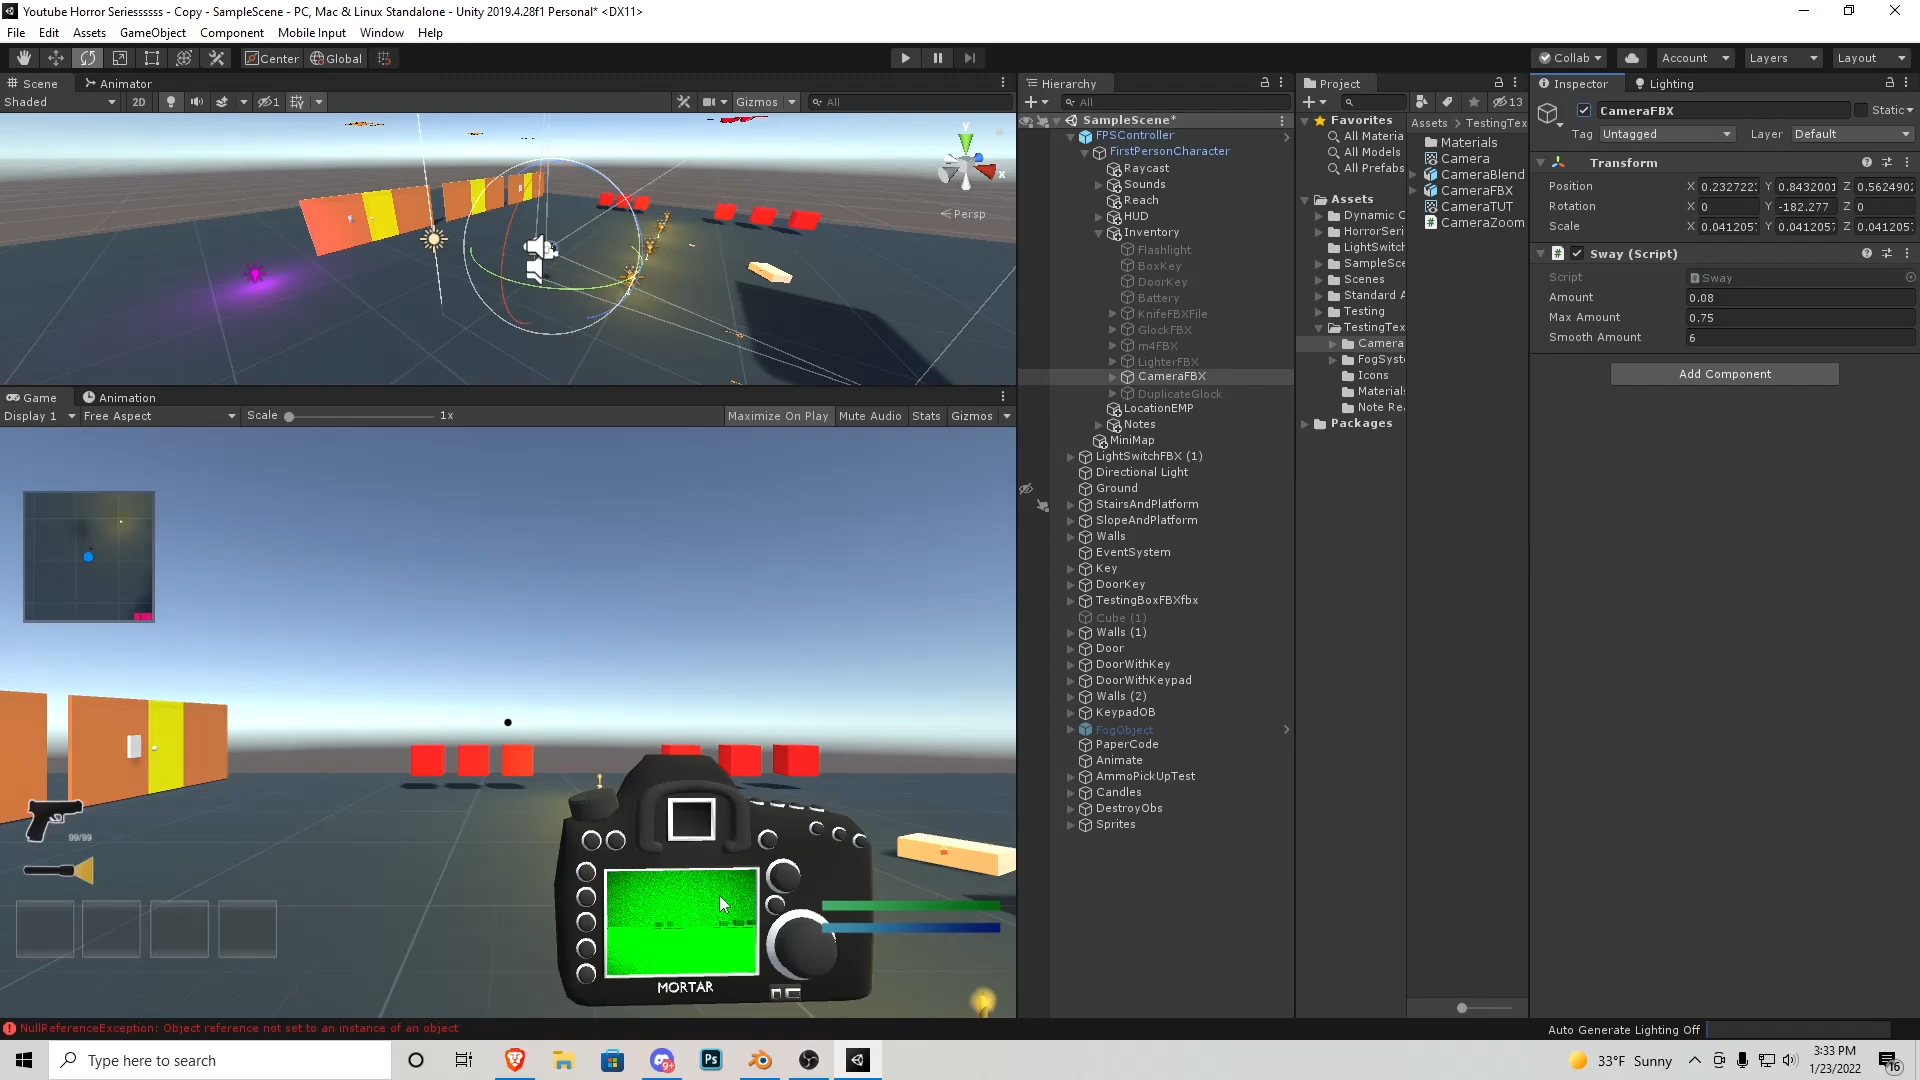 Youtube Horror Seriesssss - Copy - SampleScene - PC, Mac & Linux Standalone - Unity 2019.4.28f1 Personal* <DX11>
File Edit Assets GameObject Component Mobile Input Window Help
Center Global
Collab Account Layers Layout
Scene Animator
Shaded 2D 1 Gizmos All
y x Persp
Game Animation
Display 1 Free Aspect Scale 1x Maximize On Play Mute Audio Stats Gizmos
99/99
MORTAR
NullReferenceException: Object reference not set to an instance of an object
Hierarchy
All
SampleScene*
FPSController
FirstPersonCharacter
Raycast
Sounds
Reach
HUD
Inventory
Flashlight
BoxKey
DoorKey
Battery
KnifeFBXFile
GlockFBX
m4FBX
LighterFBX
CameraFBX
DuplicateGlock
LocationEMP
Notes
MiniMap
LightSwitchFBX (1)
Directional Light
Ground
StairsAndPlatform
SlopeAndPlatform
Walls
EventSystem
Key
DoorKey
TestingBoxFBXfbx
Cube (1)
Walls (1)
Door
DoorWithKey
DoorWithKeypad
Walls (2)
KeypadOB
FogObject
PaperCode
Animate
AmmoPickUpTest
Candles
DestroyObs
Sprites
Project
13
Favorites
All Materia
All Models
All Prefabs
Assets
Dynamic C
HorrorSeri
LightSwitch
SampleSce
Scenes
Standard A
Testing
TestingTex
Camera
FogSyst
Icons
Materials
Note Re
Packages
Assets > TestingTex
Materials
Camera
CameraBlend
CameraFBX
CameraTUT
CameraZoom
Inspector Lighting
CameraFBX Static
Tag Untagged Layer Default
Transform
Position X 0.232722 Y 0.8432001 Z 0.562490
Rotation X 0 Y -182.277 Z 0
Scale X 0.041205 Y 0.041205 Z 0.041205
Sway (Script)
Script Sway
Amount 0.08
Max Amount 0.75
Smooth Amount 6
Add Component
Auto Generate Lighting Off
Type here to search
9+
Ps
33°F Sunny
3:33 PM
1/23/2022
16